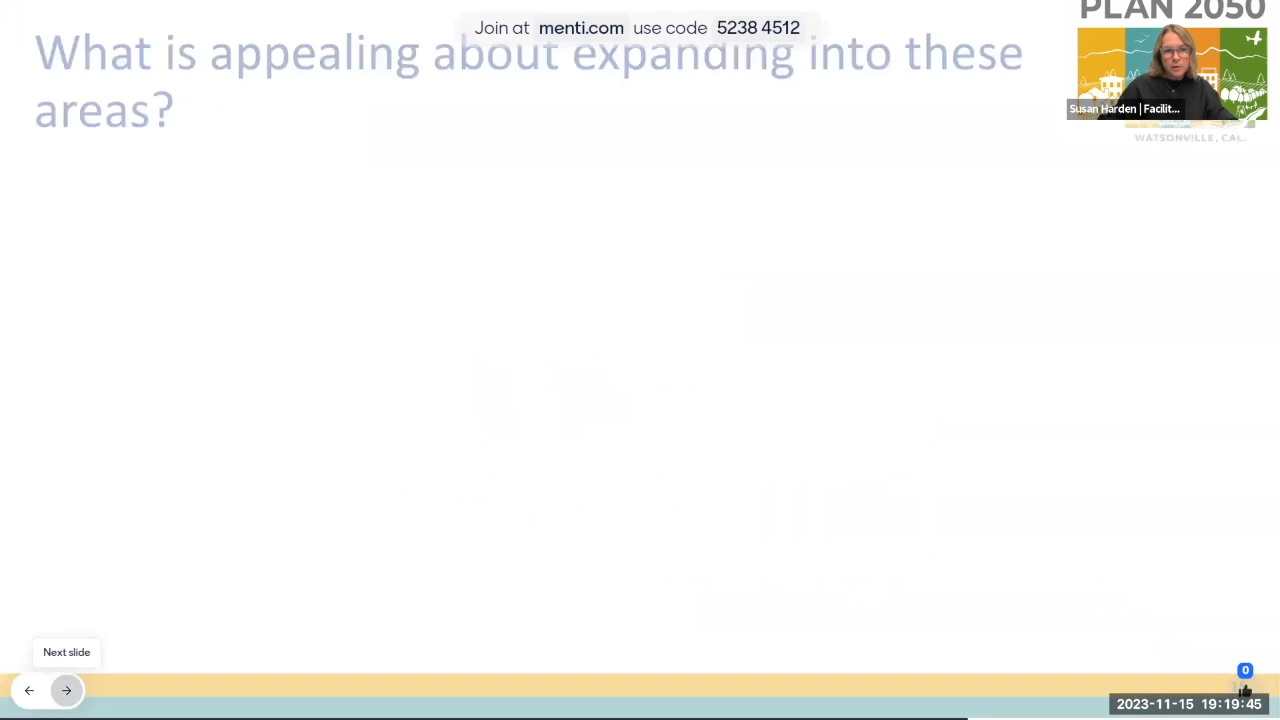 Join at menti.com use code 5238 4512
PLAN 2050
What is appealing about expanding into these
areas?
Susan Harden | Facilit...
WATSONVILLE, CAL.
Next slide
0
2023-11-15 19:19:45